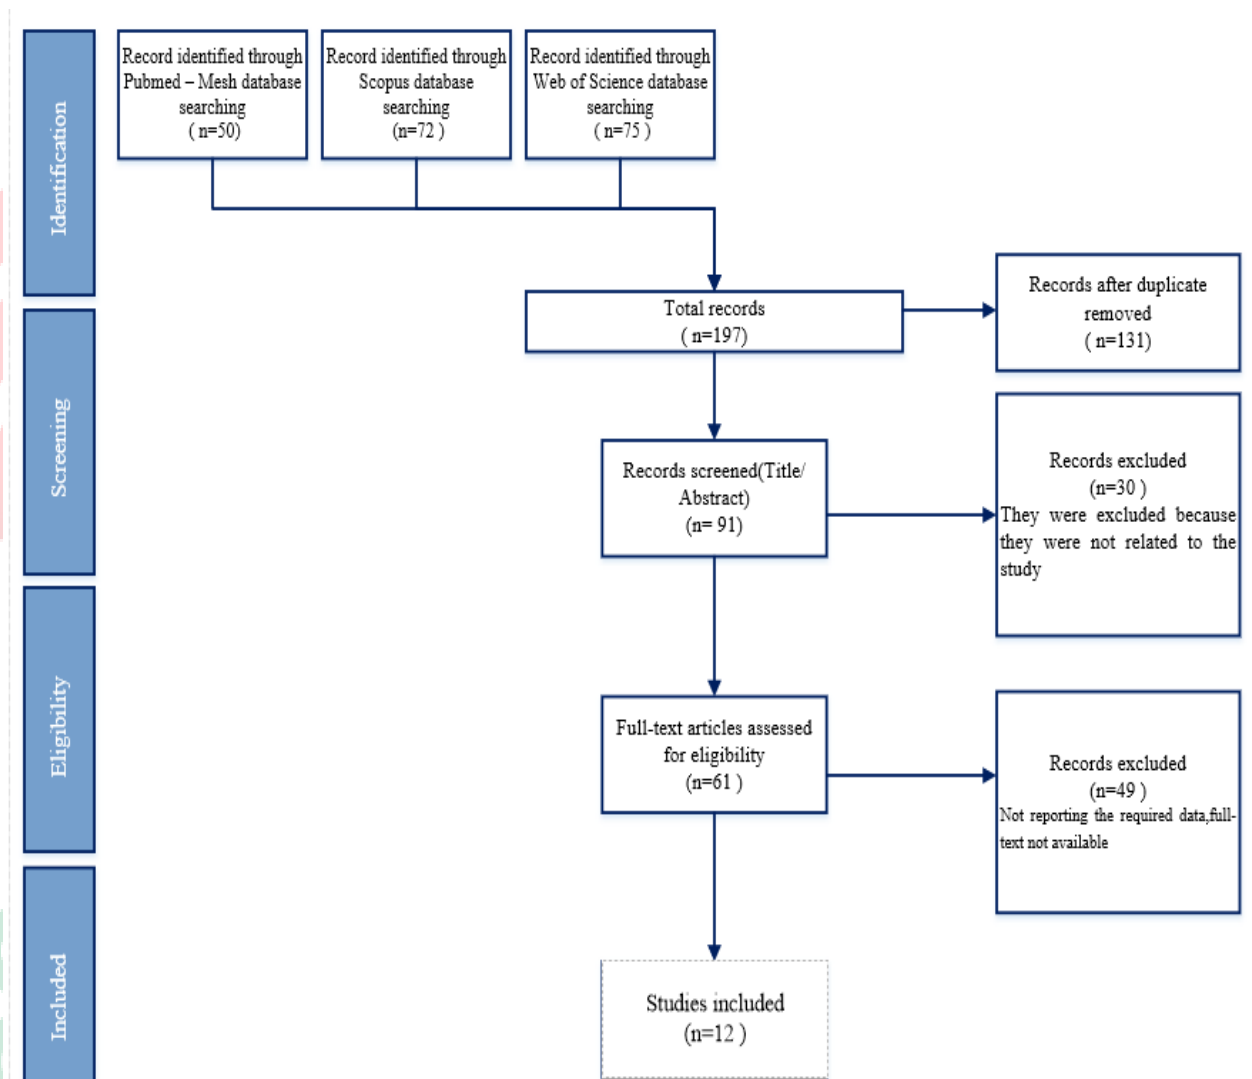 Identification
Record identified through
Pubmed – Mesh database
searching
( n=50)
Record identified through
Scopus database
searching
(n=72 )
Record identified through
Web of Science database
searching
( n=75 )
Total records
( n=197)
Records after duplicate
removed
( n=131)
Screening
Records screened(Title/
Abstract)
(n= 91)
Records excluded
(n=30 )
They were excluded because
they were not related to the
study
Eligibility
Full-text articles assessed
for eligibility
(n=61 )
Records excluded
(n=49 )
Not reporting the required data,full-
text not available
Included
Studies included
(n=12 )